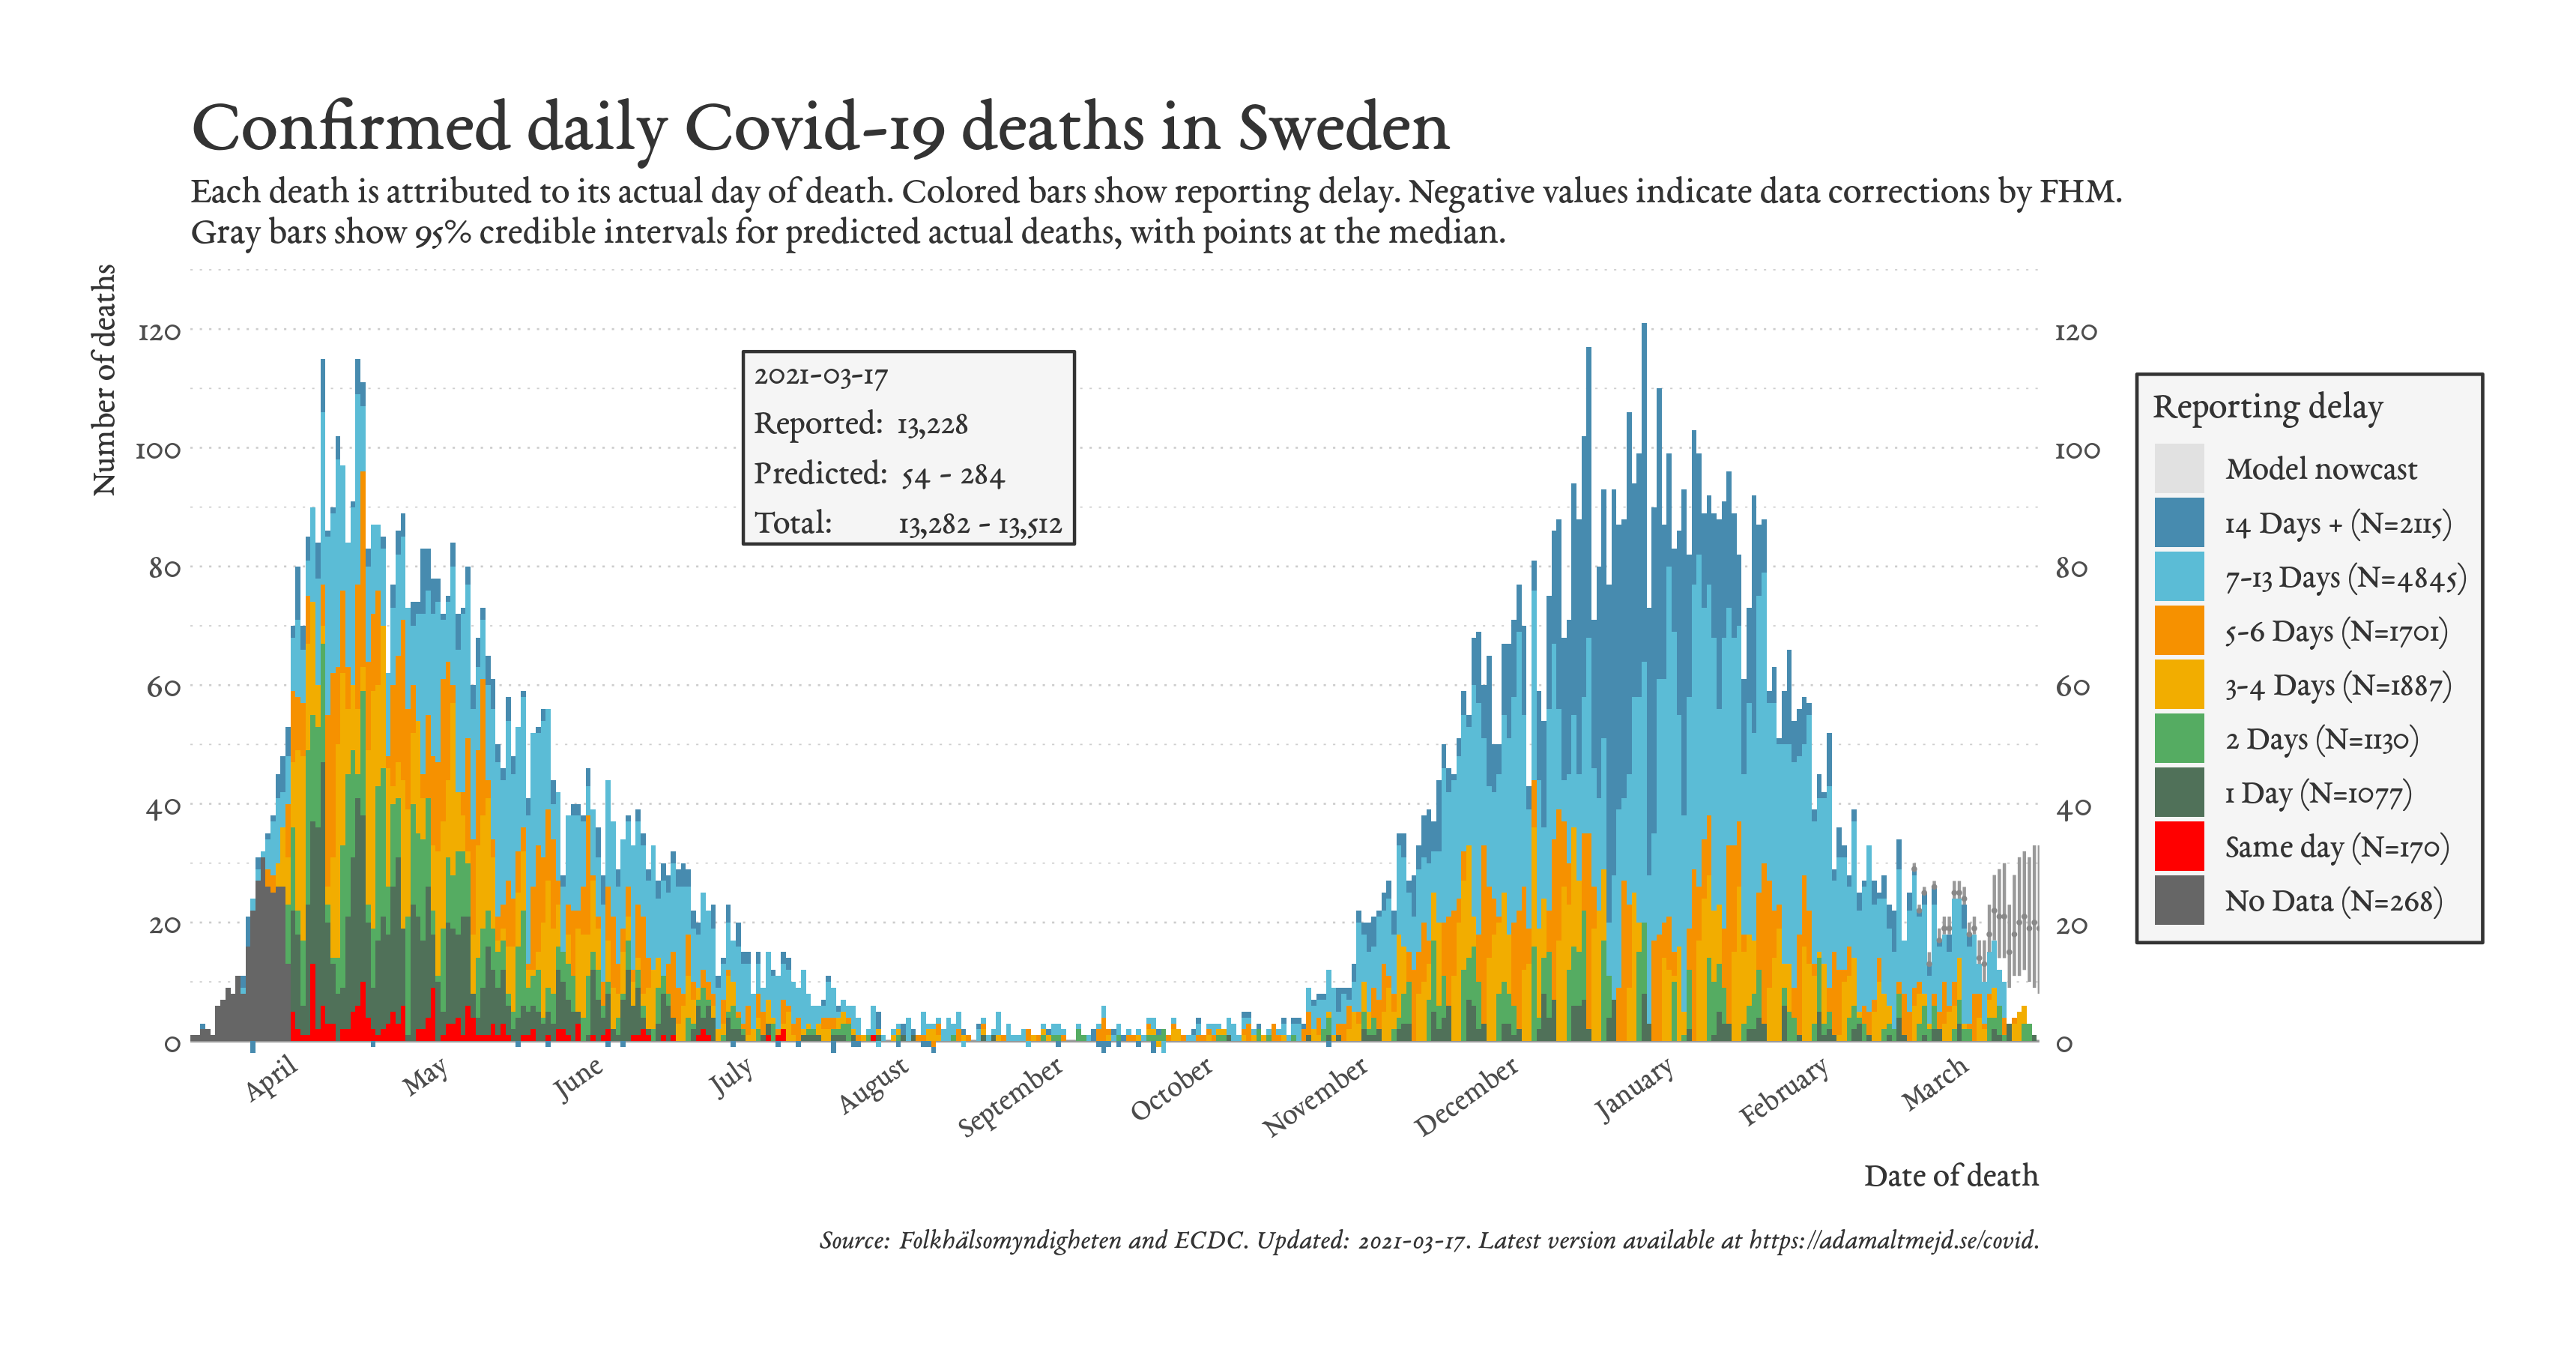 Confirmed daily Covid-19 deaths in Sweden
Each death is attributed to its actual day of death. Colored bars show reporting delay. Negative values indicate data corrections by FHM.
Gray bars show 95% credible intervals for predicted actual deaths, with points at the median.
Number of deaths
120
100
80
60
40
20
0
2021-03-17
Reported: 13,228
Predicted: 54 - 284
Total: 13,282 - 13,512
120
100
80
60
40
20
0
Reporting delay
Model nowcast
14 Days + (N=2115)
7-13 Days (N=4845)
5-6 Days (N=1701)
3-4 Days (N=1887)
2 Days (N=1130)
1 Day (N=1077)
Same day (N=170)
No Data (N=268)
April
May
June
July
August
September
October
November
December
January
February
March
Date of death
Source: Folkhälsomyndigheten and ECDC. Updated: 2021-03-17. Latest version available at https://adamaltmejd.se/covid.